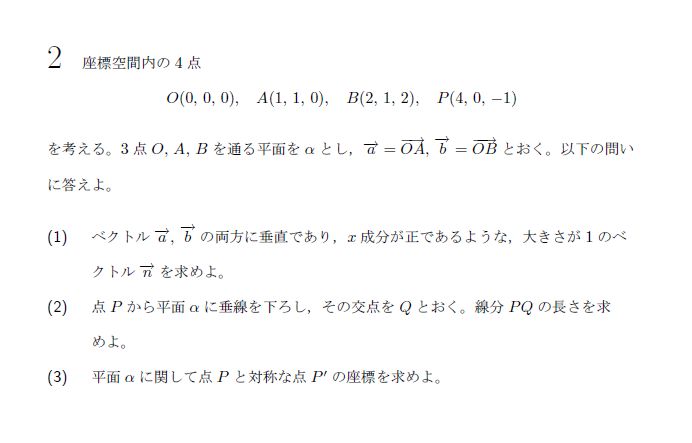 2 座標空間内の 4 点
O(0, 0, 0), A(1, 1, 0), B(2, 1, 2), P(4, 0, −1)
を考える。3 点 O, A, B を通る平面を α とし，$\overrightarrow{a}$ = $\overrightarrow{OA}$, $\overrightarrow{b}$ = $\overrightarrow{OB}$ とおく。以下の問い
に答えよ。
(1) ベクトル $\overrightarrow{a}$, $\overrightarrow{b}$ の両方に垂直であり，x 成分が正であるような，大きさが 1 のベ
クトル $\overrightarrow{n}$ を求めよ。
(2) 点 P から平面 α に垂線を下ろし，その交点を Q とおく。線分 PQ の長さを求
めよ。
(3) 平面 α に関して点 P と対称な点 P′ の座標を求めよ。